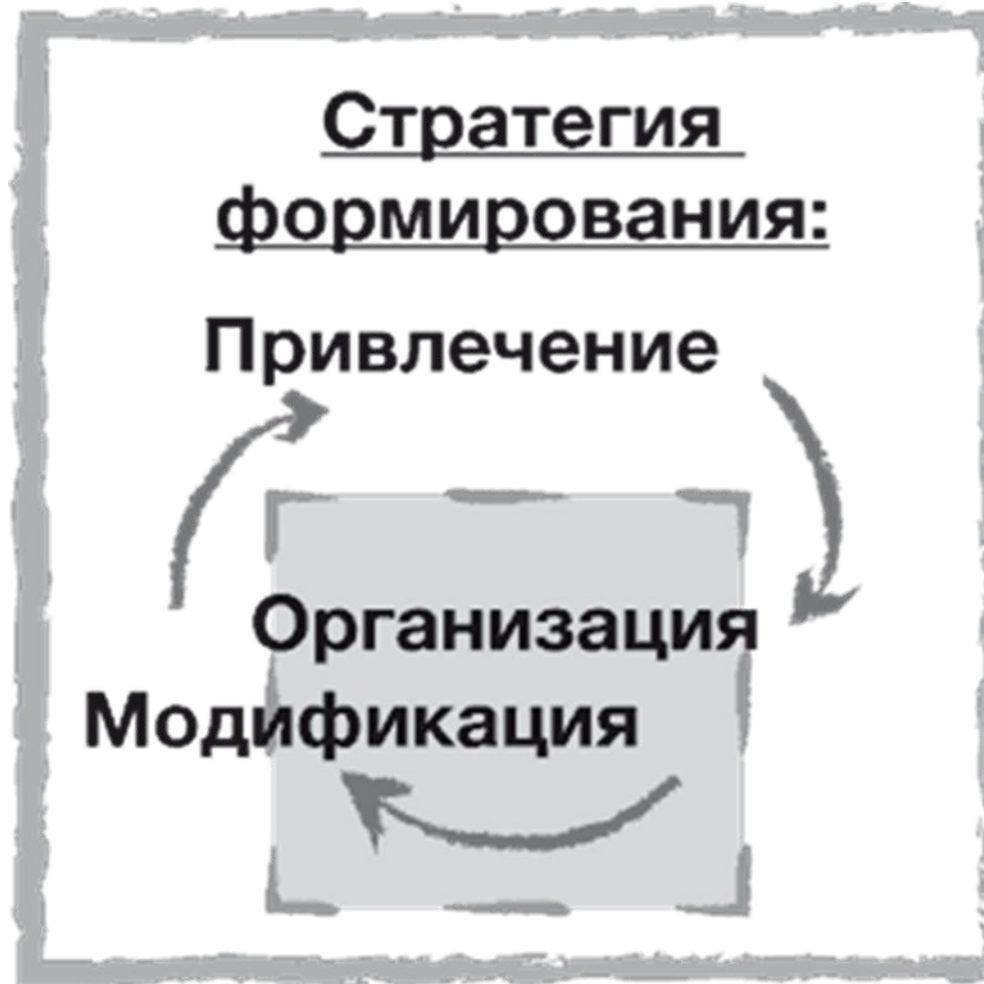 Стратегия
формирования:
Привлечение
Организация
Модификация